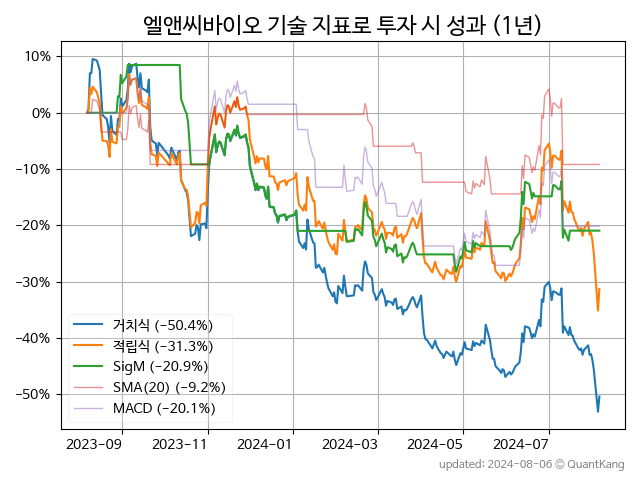 엘앤씨바이오 기술 지표로 투자 시 성과 (1년)
10%
0%
−10%
−20%
−30%
−40%
−50%
거치식 (−50.4%)
적립식 (−31.3%)
SigM (−20.9%)
SMA(20) (−9.2%)
MACD (−20.1%)
2023-09
2023-11
2024-01
2024-03
2024-05
2024-07
updated: 2024-08-06 © QuantKang